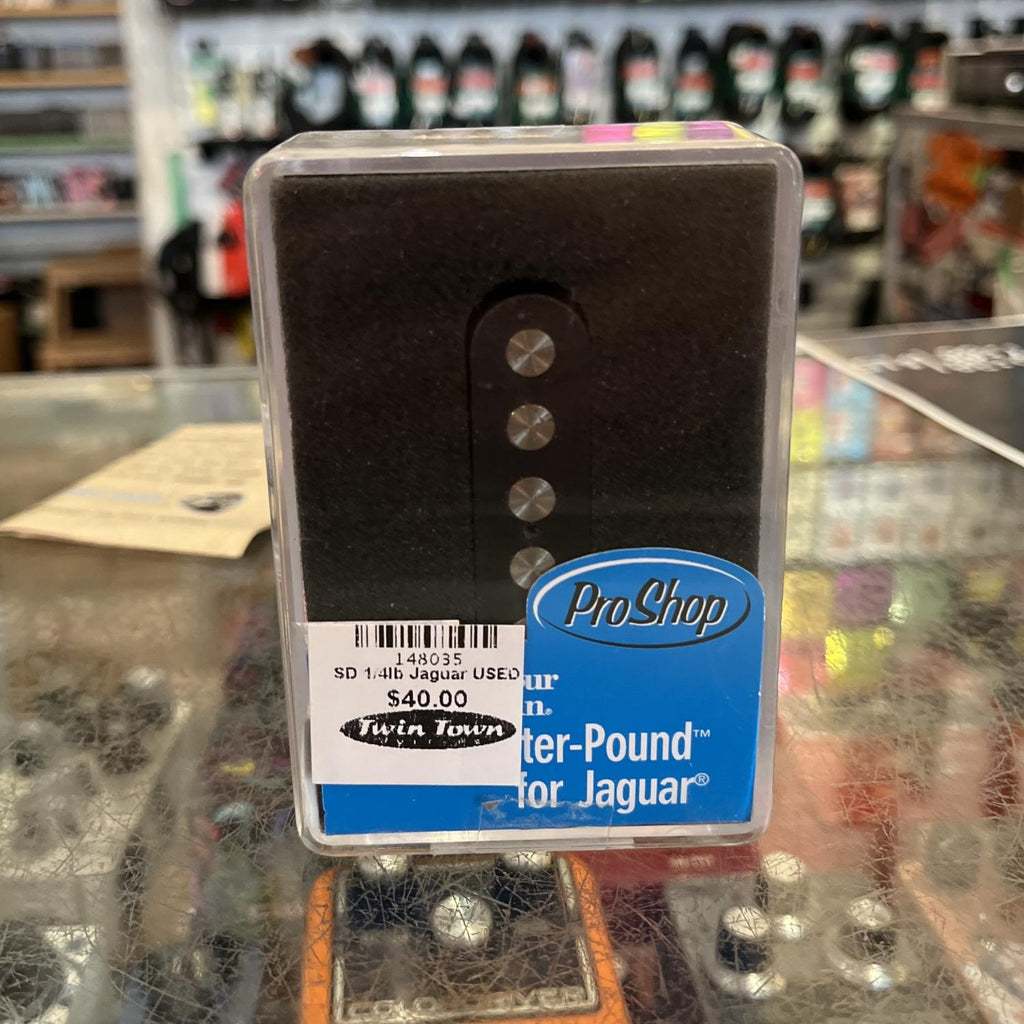 ProShop
148035
SD 1/4lb Jaguar USED
$40.00
Twin Town
ur
n®
ter-Pound™
for Jaguar®